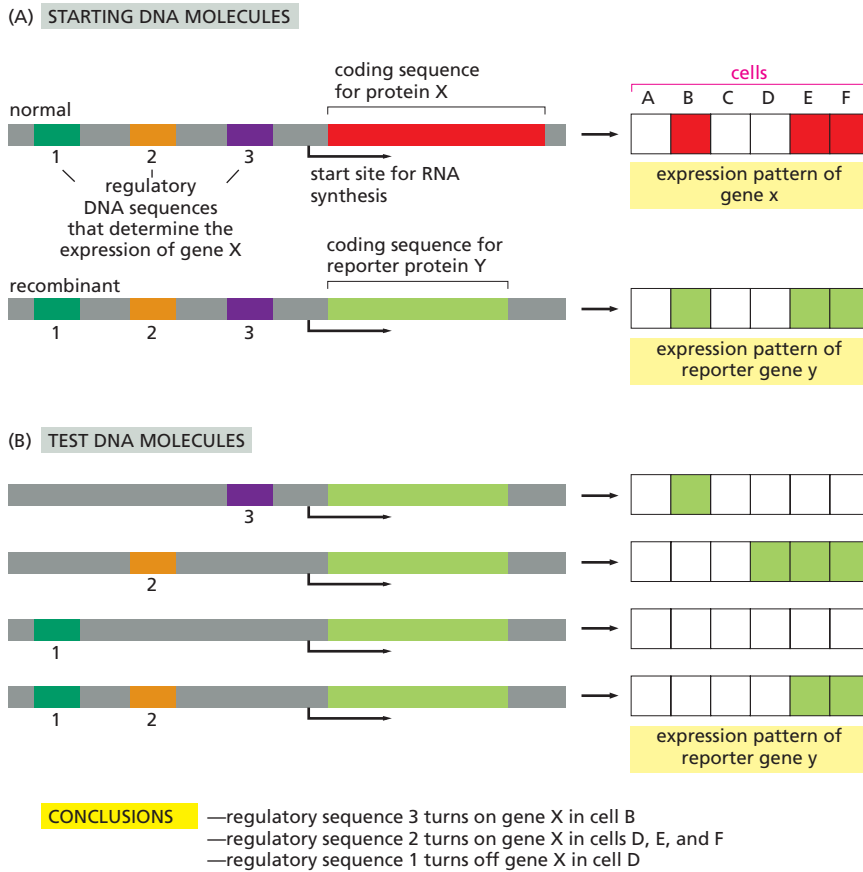 (A) STARTING DNA MOLECULES
coding sequence
for protein X
cells
A B C D E F
normal
1 2 3
start site for RNA
synthesis
regulatory
DNA sequences
that determine the
expression of gene X
expression pattern of
gene x
coding sequence for
reporter protein Y
recombinant
1 2 3
expression pattern of
reporter gene y
(B) TEST DNA MOLECULES
3
2
1
1 2
expression pattern of
reporter gene y
CONCLUSIONS —regulatory sequence 3 turns on gene X in cell B
—regulatory sequence 2 turns on gene X in cells D, E, and F
—regulatory sequence 1 turns off gene X in cell D